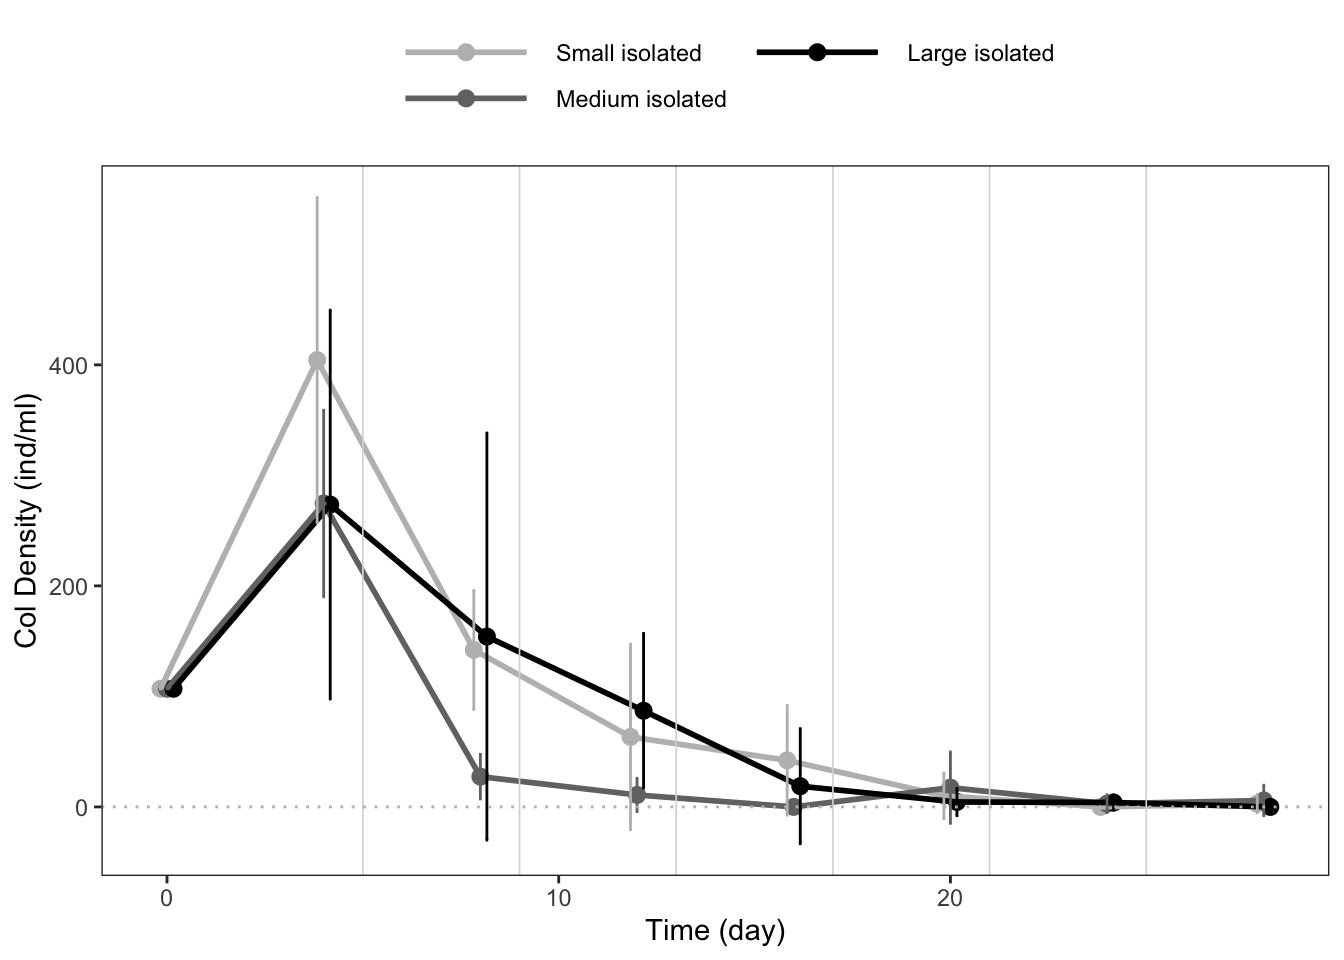 Small isolated
Large isolated
Medium isolated
400
200
0
Col Density (ind/ml)
0
10
20
Time (day)